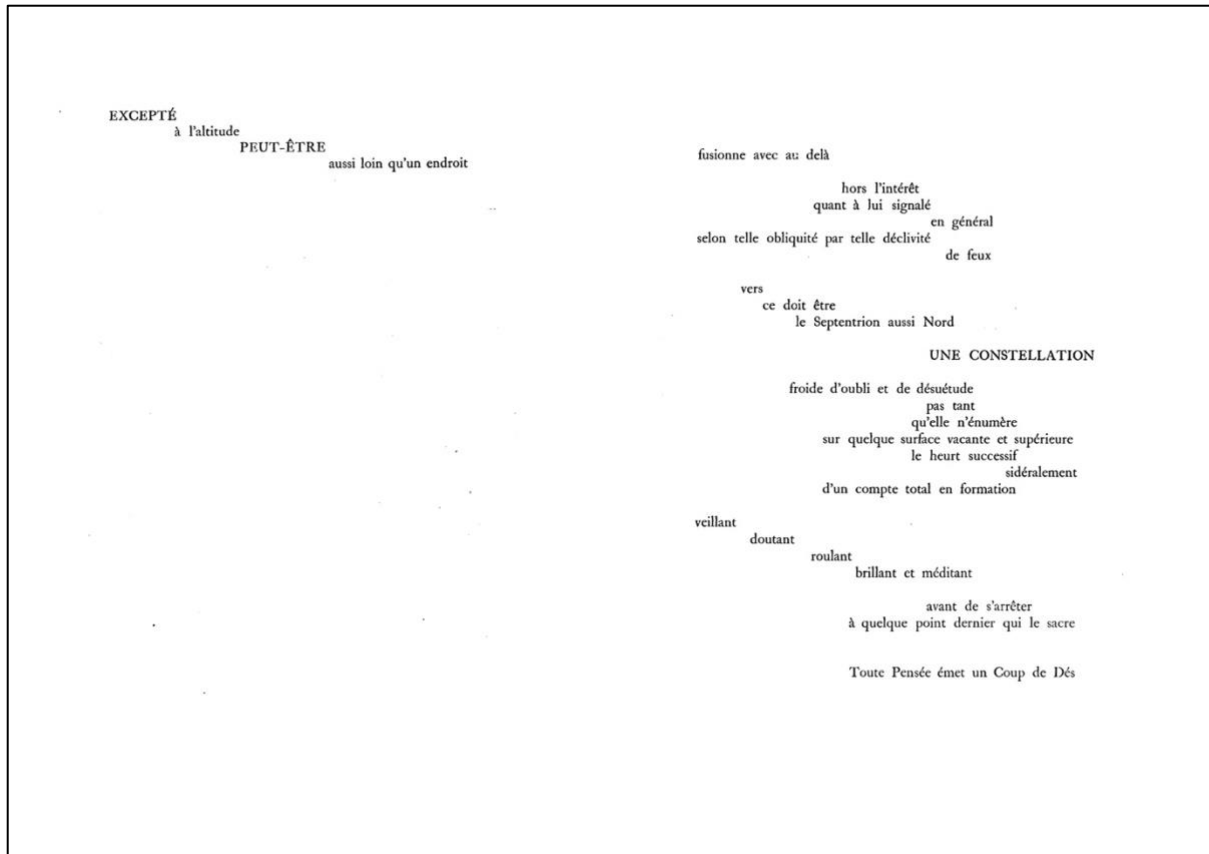 EXCEPTÉ
à l'altitude
PEUT-ÊTRE
aussi loin qu'un endroit
fusionne avec au delà
hors l'intérêt
quant à lui signalé
en général
selon telle obliquité par telle déclivité
de feux
vers
ce doit être
le Septentrion aussi Nord
UNE CONSTELLATION
froide d'oubli et de désuétude
pas tant
qu'elle n'énumère
sur quelque surface vacante et supérieure
le heurt successif
sidéralement
d'un compte total en formation
veillant
doutant
roulant
brillant et méditant
avant de s'arrêter
à quelque point dernier qui le sacre
Toute Pensée émet un Coup de Dés